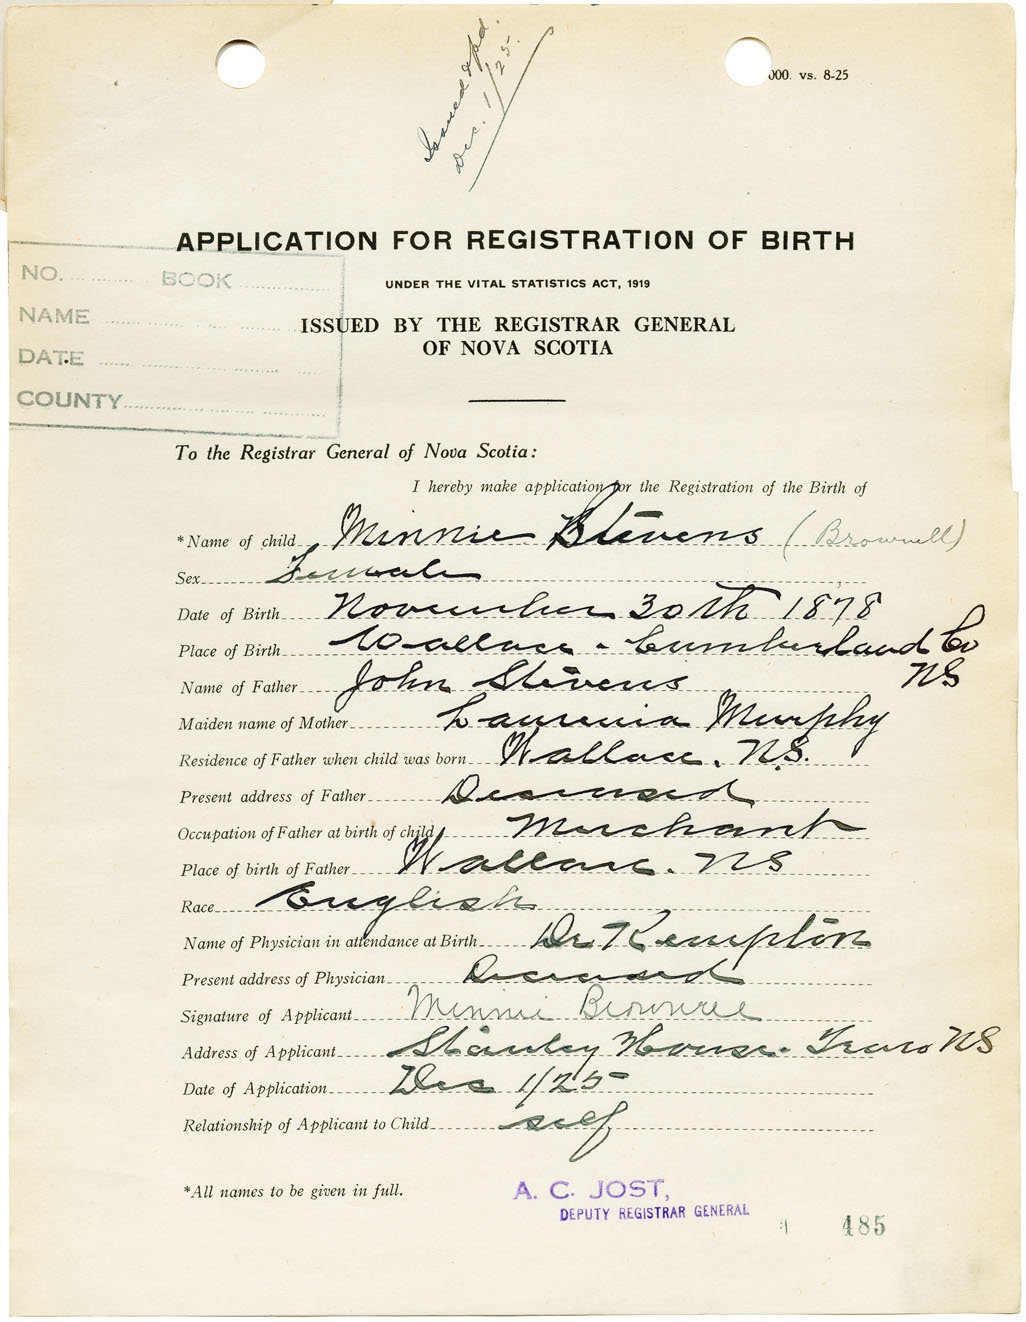 Issued & pd.
Dec. 1/25.
000. vs. 8-25
APPLICATION FOR REGISTRATION OF BIRTH
UNDER THE VITAL STATISTICS ACT, 1919
ISSUED BY THE REGISTRAR GENERAL
OF NOVA SCOTIA
NO. BOOK
NAME
DATE
COUNTY
To the Registrar General of Nova Scotia:
I hereby make application for the Registration of the Birth of
*Name of child Minnie Stevens (Brownell)
Sex Female
Date of Birth November 30th 1878
Place of Birth Wallace - Cumberland Co
NS
Name of Father John Stevens
Maiden name of Mother Laurenia Murphy
Residence of Father when child was born Wallace. N.S.
Present address of Father Deceased
Occupation of Father at birth of child Merchant
Place of birth of Father Wallace. NS
Race English
Name of Physician in attendance at Birth Dr Kempton
Present address of Physician Deceased
Signature of Applicant Minnie Brownell
Address of Applicant Stanley House. Truro NS
Date of Application Dec 1/25
Relationship of Applicant to Child self
*All names to be given in full.
A. C. JOST,
DEPUTY REGISTRAR GENERAL
485